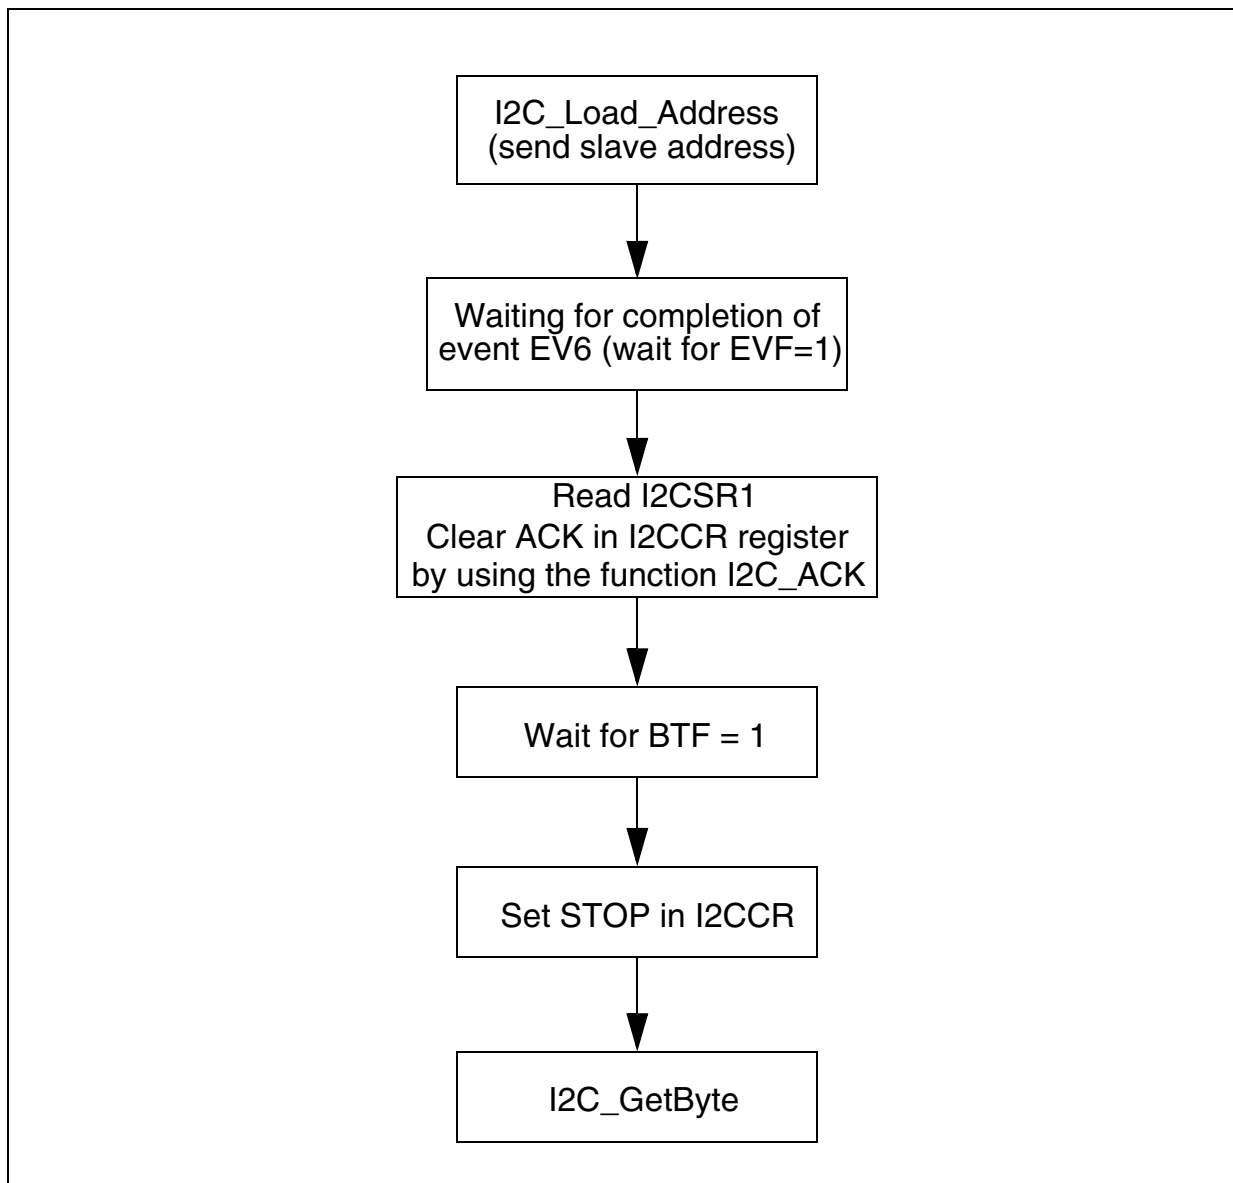 I2C_Load_Address
(send slave address)
Waiting for completion of
event EV6 (wait for EVF=1)
Read I2CSR1
Clear ACK in I2CCR register
by using the function I2C_ACK
Wait for BTF = 1
Set STOP in I2CCR
I2C_GetByte